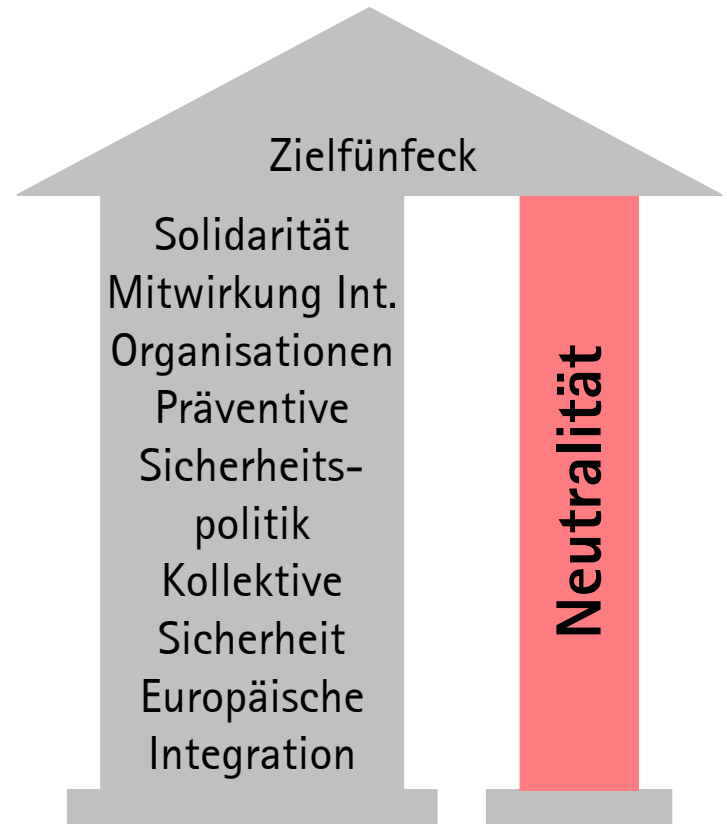 Zielfünfeck
Solidarität
Mitwirkung Int.
Organisationen
Präventive
Sicherheits-
politik
Kollektive
Sicherheit
Europäische
Integration
Neutralität